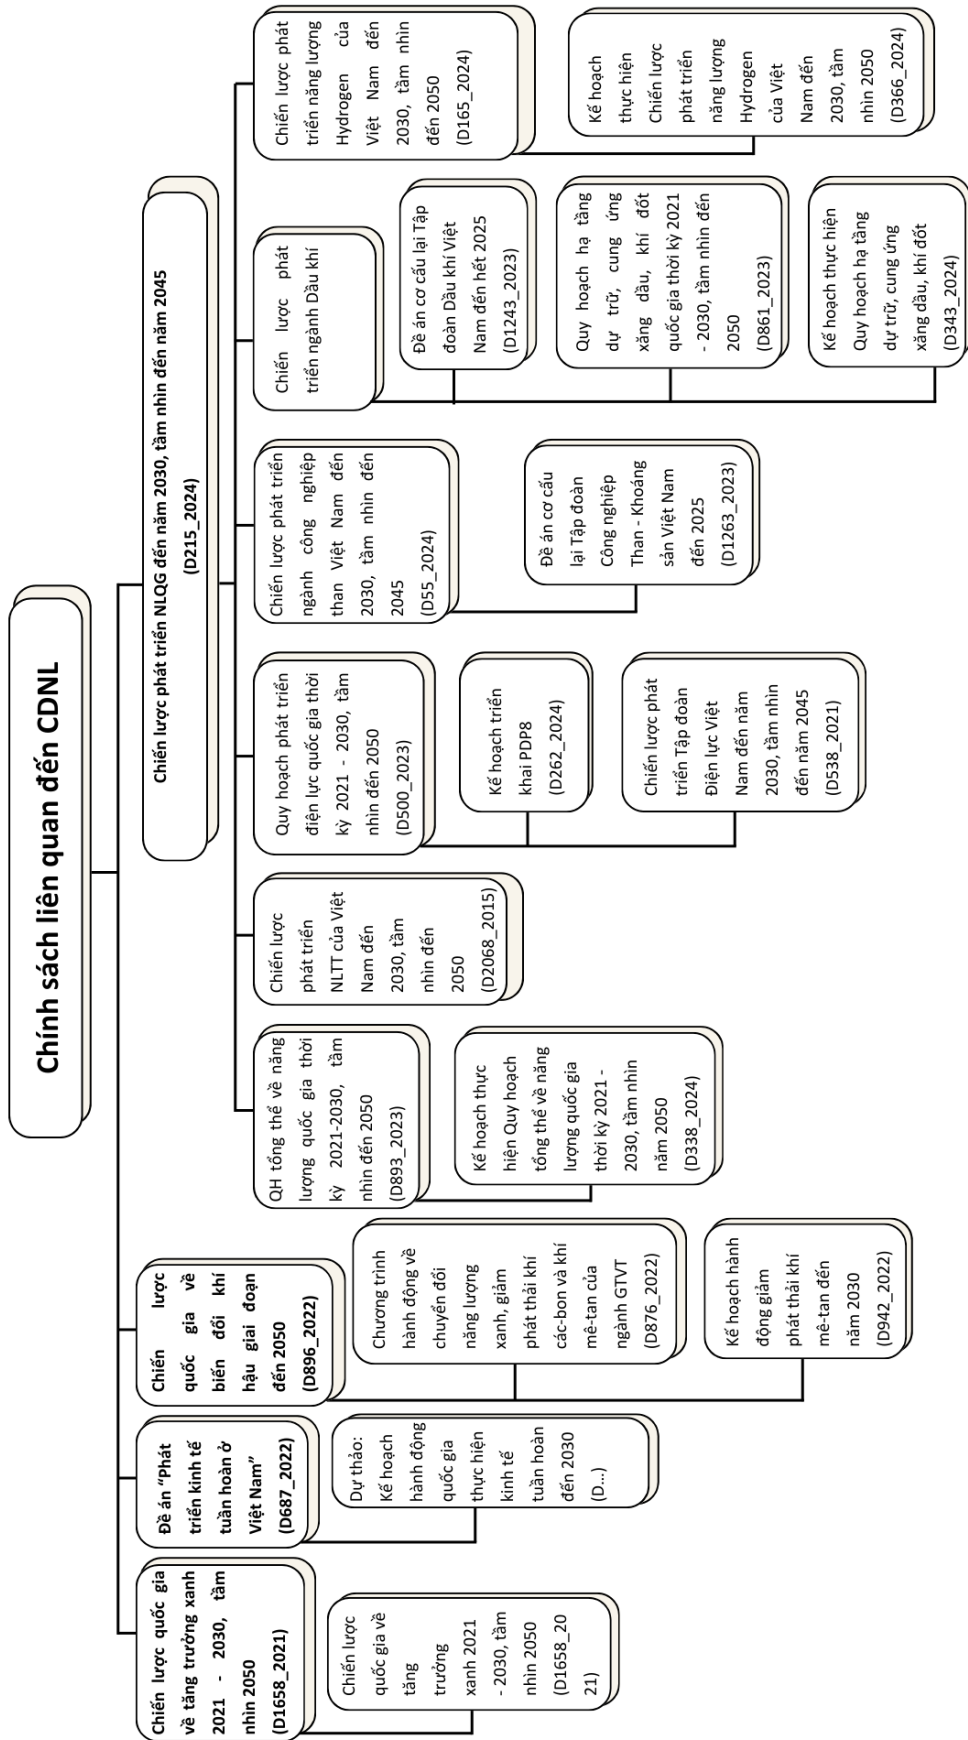 Chính sách liên quan đến CDNL
Chiến lược quốc gia
về tăng trưởng xanh
2021 - 2030, tầm
nhìn 2050
(D1658_2021)
Chiến lược
quốc gia về
tăng
trưởng
xanh 2021
- 2030, tầm
nhìn 2050
(D1658_20
21)
Đề án “Phát
triển kinh tế
tuần hoàn ở
Việt Nam”
(D687_2022)
Dự thảo:
Kế hoạch
hành động
quốc gia
thực hiện
kinh tế
tuần hoàn
đến 2030
(D...)
Chiến lược
quốc gia về
biến đổi khí
hậu giai đoạn
đến 2050
(D896_2022)
Chương trình
hành động về
chuyển đổi
năng lượng
xanh, giảm
phát thải khí
các-bon và khí
mê-tan của
ngành GTVT
(D876_2022)
Kế hoạch hành
động giảm
phát thải khí
mê-tan đến
năm 2030
(D942_2022)
Chiến lược phát triển NLQG đến năm 2030, tầm nhìn đến năm 2045
(D215_2024)
QH tổng thể về năng
lượng quốc gia thời
kỳ 2021-2030, tầm
nhìn đến 2050
(D893_2023)
Kế hoạch thực
hiện Quy hoạch
tổng thể về năng
lượng quốc gia
thời kỳ 2021 -
2030, tầm nhìn
năm 2050
(D338_2024)
Chiến lược
phát triển
NLTT của Việt
Nam đến
2030, tầm
nhìn đến
2050
(D2068_2015)
Quy hoạch phát triển
điện lực quốc gia thời
kỳ 2021 - 2030, tầm
nhìn đến 2050
(D500_2023)
Kế hoạch triển
khai PDP8
(D262_2024)
Chiến lược phát
triển Tập đoàn
Điện lực Việt
Nam đến năm
2030, tầm nhìn
đến năm 2045
(D538_2021)
Chiến lược phát triển
ngành công nghiệp
than Việt Nam đến
2030, tầm nhìn đến
2045
(D55_2024)
Đề án cơ cấu
lại Tập đoàn
Công nghiệp
Than - Khoáng
sản Việt Nam
đến 2025
(D1263_2023)
Chiến lược phát
triển ngành Dầu khí
Đề án cơ cấu lại Tập
đoàn Dầu khí Việt
Nam đến hết 2025
(D1243_2023)
Quy hoạch hạ tầng
dự trữ, cung ứng
xăng dầu, khí đốt
quốc gia thời kỳ 2021
- 2030, tầm nhìn đến
2050
(D861_2023)
Kế hoạch thực hiện
Quy hoạch hạ tầng
dự trữ, cung ứng
xăng dầu, khí đốt
(D343_2024)
Chiến lược phát
triển năng lượng
Hydrogen của
Việt Nam đến
2030, tầm nhìn
đến 2050
(D165_2024)
Kế hoạch
thực hiện
Chiến lược
phát triển
năng lượng
Hydrogen
của Việt
Nam đến
2030, tầm
nhìn 2050
(D366_2024)